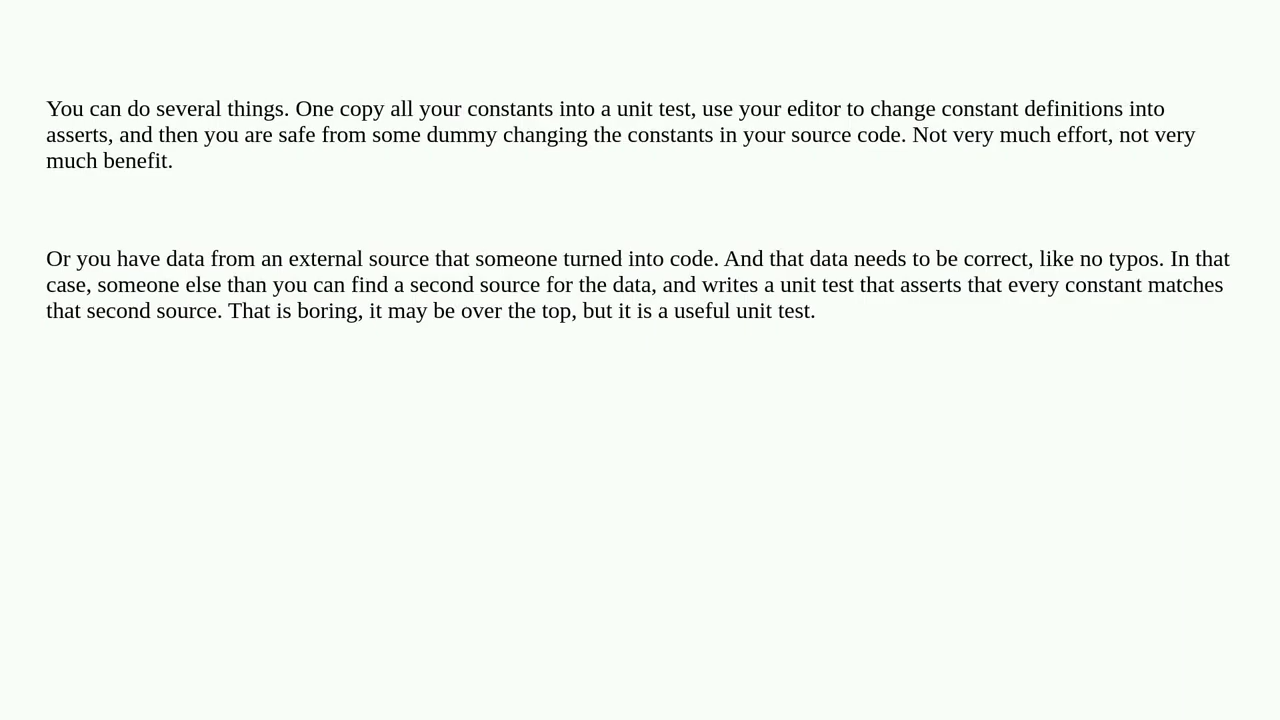 You can do several things. One copy all your constants into a unit test, use your editor to change constant definitions into
asserts, and then you are safe from some dummy changing the constants in your source code. Not very much effort, not very
much benefit.
Or you have data from an external source that someone turned into code. And that data needs to be correct, like no typos. In that
case, someone else than you can find a second source for the data, and writes a unit test that asserts that every constant matches
that second source. That is boring, it may be over the top, but it is a useful unit test.